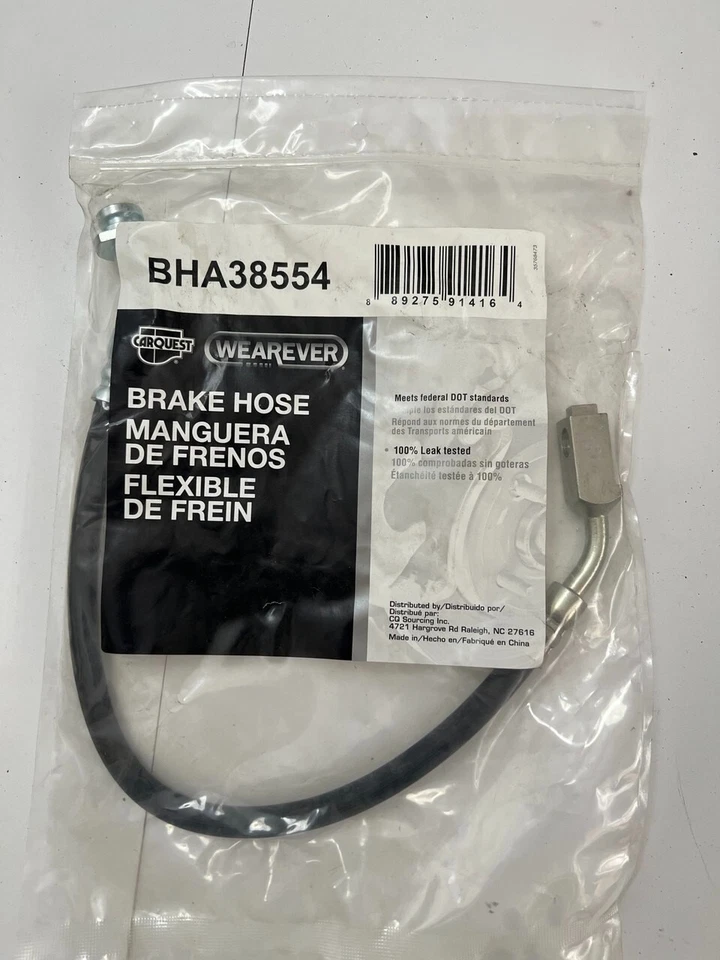 BHA38554
8 89275 91416 4
CARQUEST
WEAREVER
BRAKE HOSE
MANGUERA
DE FRENOS
FLEXIBLE
DE FREIN
Meets federal DOT standards
los estándares del DOT
Répond aux normes du département
des Transports américain
• 100% Leak tested
100% comprobadas sin goteras
Étanchéité testée à 100%
Distributed by/Distribuido por/
Distribué par:
CQ Sourcing Inc.
4721 Hargrove Rd Raleigh, NC 27616
Made in/Hecho en/Fabriqué en China